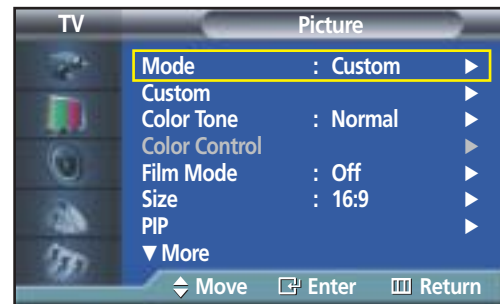 TV Picture
Mode : Custom ▶
Custom ▶
Color Tone : Normal ▶
Color Control ▶
Film Mode : Off ▶
Size : 16:9 ▶
PIP ▶
▼ More
Move Enter Return